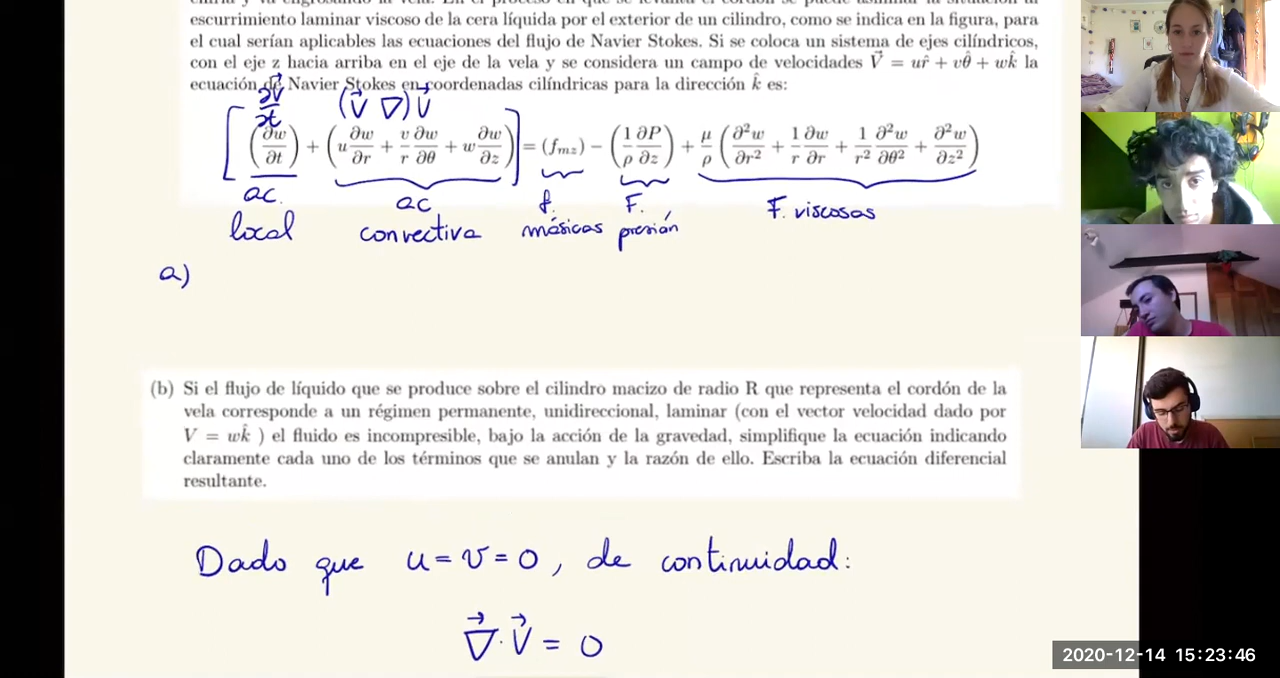 escurrimiento laminar viscoso de la cera líquida por el exterior de un cilindro, como se indica en la figura, para
el cual serían aplicables las ecuaciones del flujo de Navier Stokes. Si se coloca un sistema de ejes cilíndricos,
con el eje z hacia arriba en el eje de la vela y se considera un campo de velocidades V⃗ = ur̂ + vθ̂ + wk̂ la
ecuación de Navier Stokes en coordenadas cilíndricas para la dirección k̂ es:
∂V⃗/∂t (V⃗ ∇)V⃗
[(∂w/∂t) + (u ∂w/∂r + v/r ∂w/∂θ + w ∂w/∂z)] = (f_mz) − (1/ρ ∂P/∂z) + μ/ρ (∂²w/∂r² + 1/r ∂w/∂r + 1/r² ∂²w/∂θ² + ∂²w/∂z²)
ac. local
ac convectiva
f. másicas
F. presión
F. viscosas
a)
(b) Si el flujo de líquido que se produce sobre el cilindro macizo de radio R que representa el cordón de la
vela corresponde a un régimen permanente, unidireccional, laminar (con el vector velocidad dado por
V = wk̂ ) el fluido es incompresible, bajo la acción de la gravedad, simplifique la ecuación indicando
claramente cada uno de los términos que se anulan y la razón de ello. Escriba la ecuación diferencial
resultante.
Dado que u = v = 0, de continuidad:
∇⃗·V⃗ = 0
2020-12-14 15:23:46